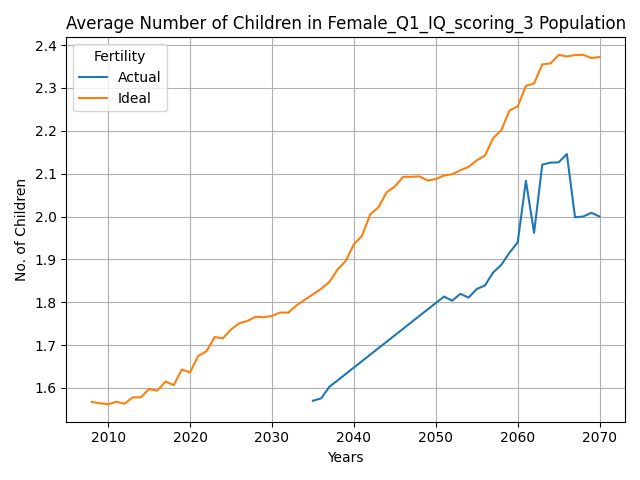 Average Number of Children in Female_Q1_IQ_scoring_3 Population
Fertility
Actual
Ideal
No. of Children
2.4
2.3
2.2
2.1
2.0
1.9
1.8
1.7
1.6
2010 2020 2030 2040 2050 2060 2070
Years